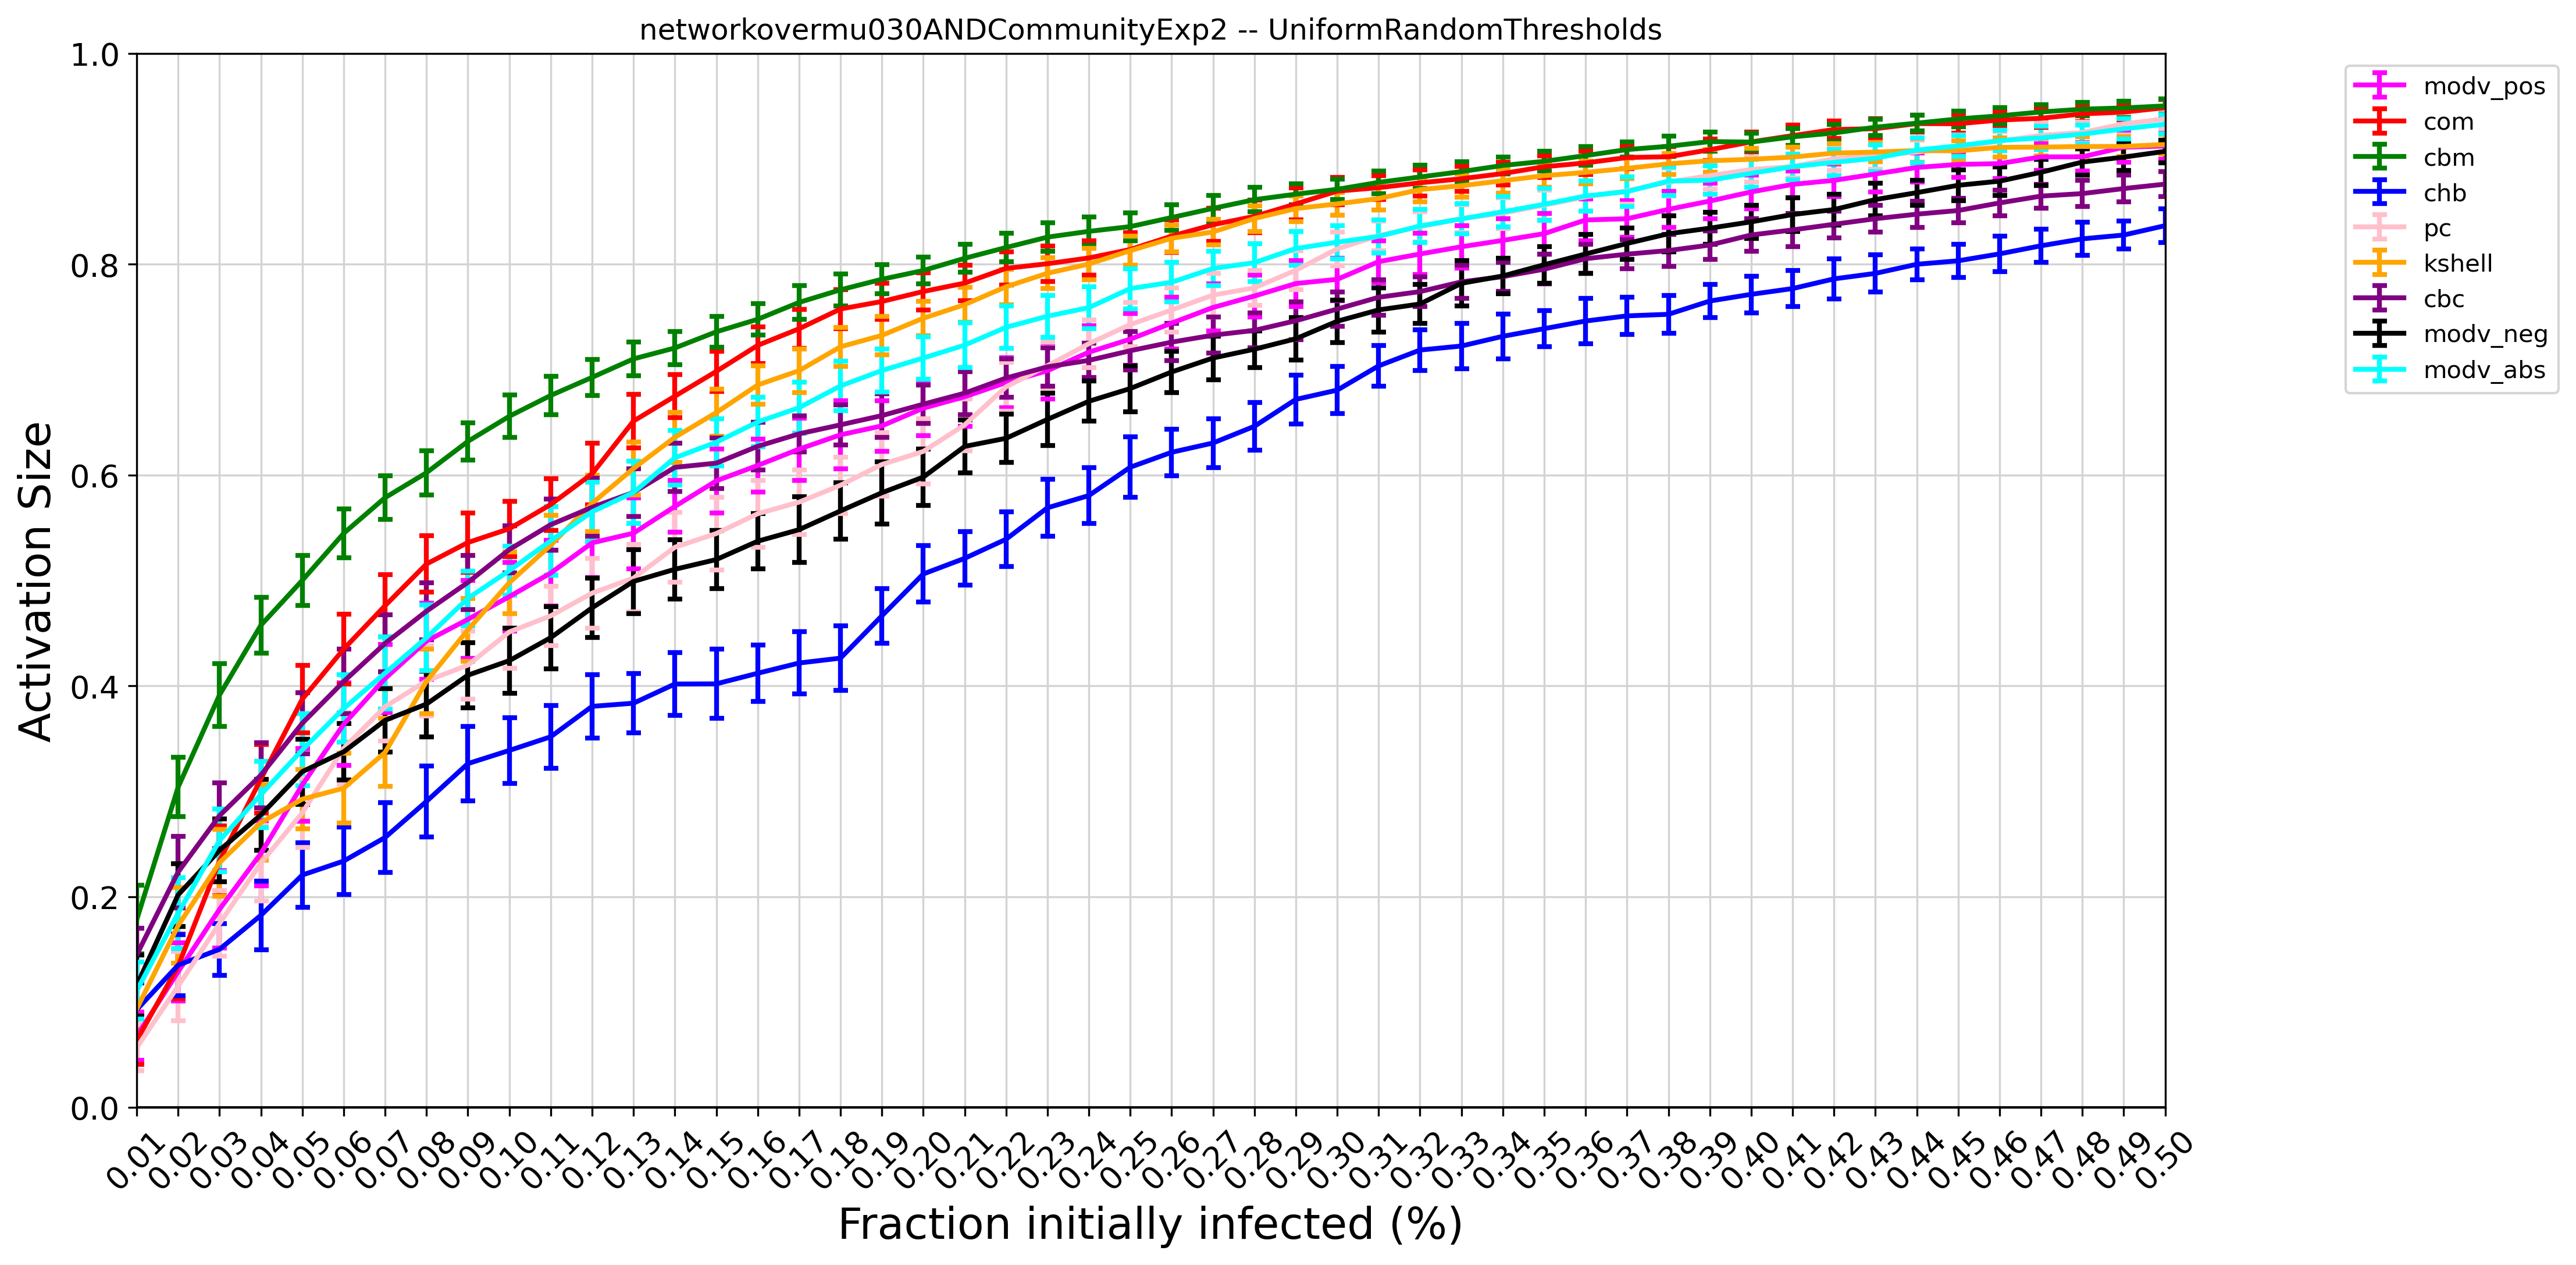 networkovermu030ANDCommunityExp2 -- UniformRandomThresholds
Activation Size
1.0
0.8
0.6
0.4
0.2
0.0
0.01 0.02 0.03 0.04 0.05 0.06 0.07 0.08 0.09 0.10 0.11 0.12 0.13 0.14 0.15 0.16 0.17 0.18 0.19 0.20 0.21 0.22 0.23 0.24 0.25 0.26 0.27 0.28 0.29 0.30 0.31 0.32 0.33 0.34 0.35 0.36 0.37 0.38 0.39 0.40 0.41 0.42 0.43 0.44 0.45 0.46 0.47 0.48 0.49 0.50
Fraction initially infected (%)
modv_pos
com
cbm
chb
pc
kshell
cbc
modv_neg
modv_abs